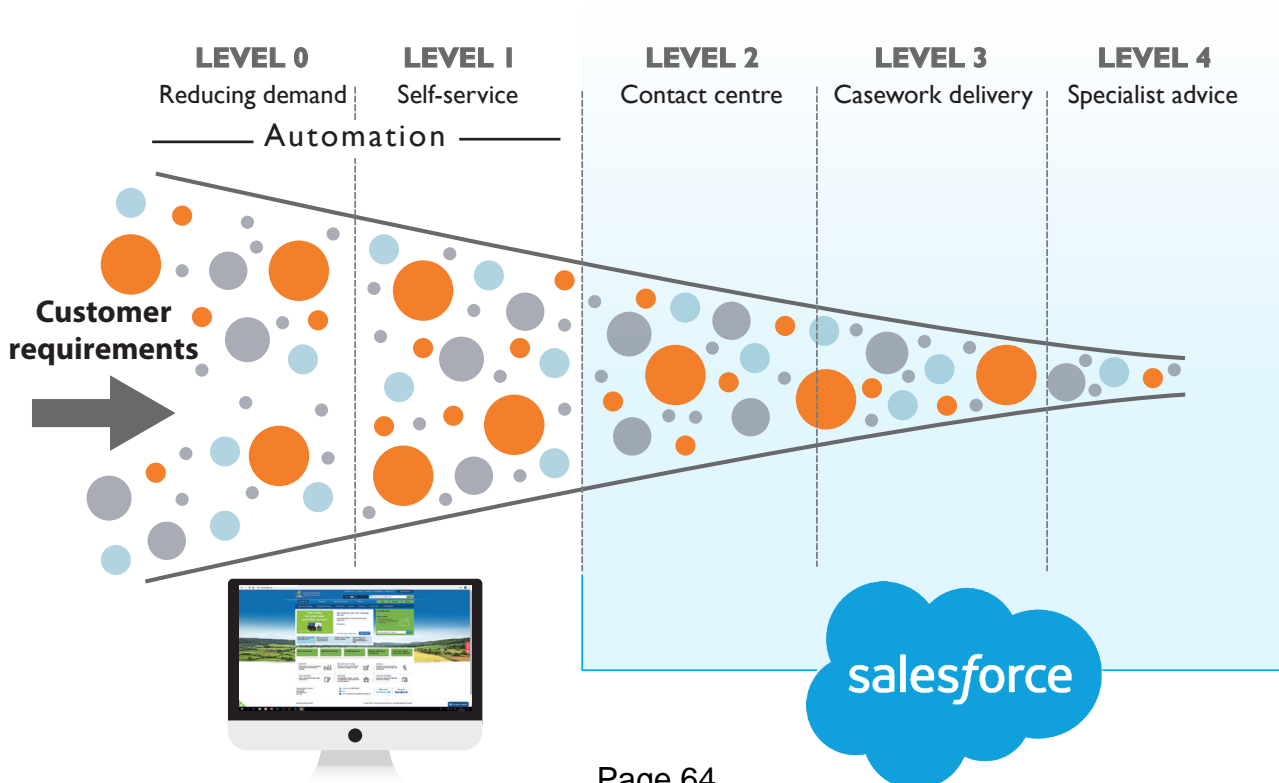 LEVEL 0
Reducing demand
LEVEL 1
Self-service
LEVEL 2
Contact centre
LEVEL 3
Casework delivery
LEVEL 4
Specialist advice
Automation
Customer
requirements
salesforce
Page 64